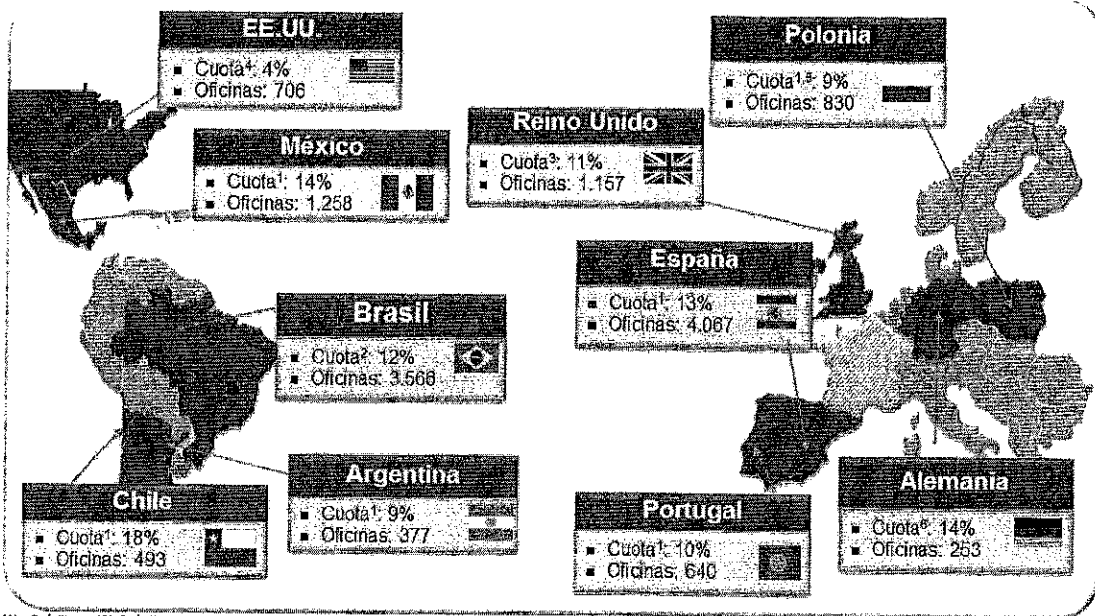 EE.UU.
▪ Cuota⁴: 4%
▪ Oficinas: 706
México
▪ Cuota¹: 14%
▪ Oficinas: 1.258
Brasil
▪ Cuota²: 12%
▪ Oficinas: 3.566
Chile
▪ Cuota¹: 18%
▪ Oficinas: 493
Argentina
▪ Cuota¹: 9%
▪ Oficinas: 377
Polonia
▪ Cuota¹,⁵: 9%
▪ Oficinas: 830
Reino Unido
▪ Cuota³: 11%
▪ Oficinas: 1.157
España
▪ Cuota¹: 13%
▪ Oficinas: 4.067
Portugal
▪ Cuota¹: 10%
▪ Oficinas: 640
Alemania
▪ Cuota⁶: 14%
▪ Oficinas: 253